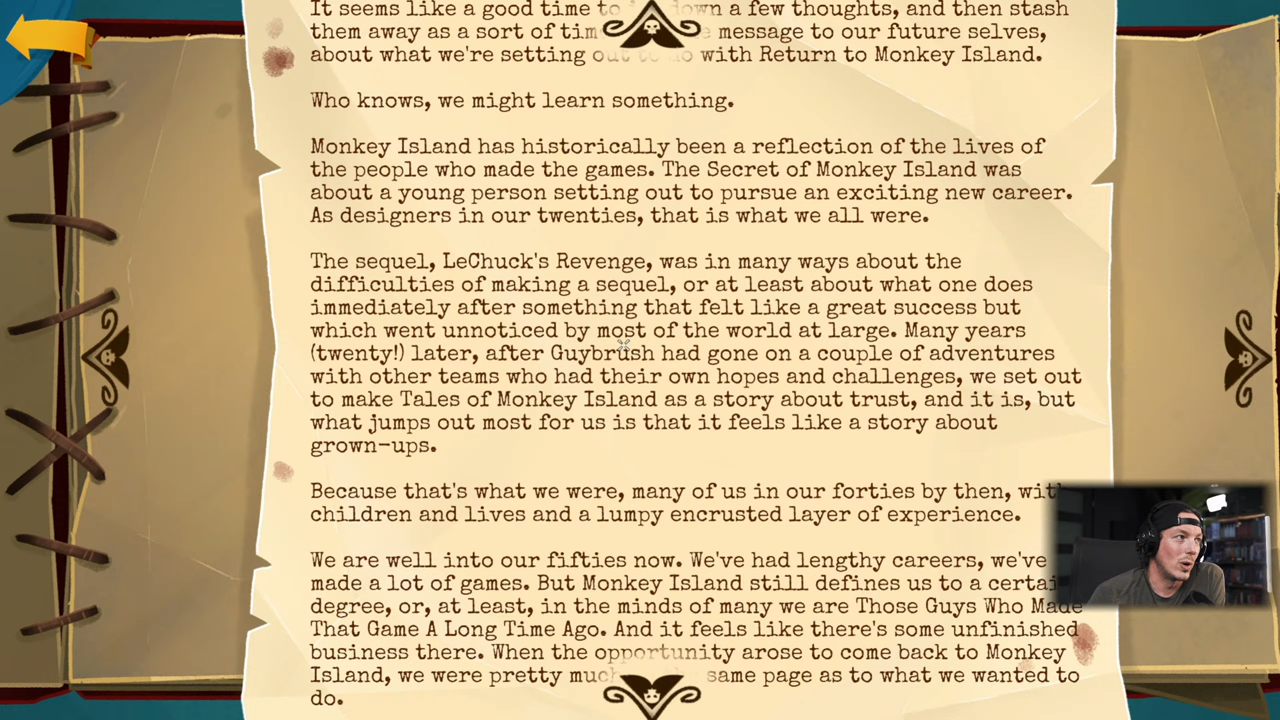 It seems like a good time to down a few thoughts, and then stash
them away as a sort of time message to our future selves,
about what we're setting out to do with Return to Monkey Island.
Who knows, we might learn something.
Monkey Island has historically been a reflection of the lives of
the people who made the games. The Secret of Monkey Island was
about a young person setting out to pursue an exciting new career.
As designers in our twenties, that is what we all were.
The sequel, LeChuck's Revenge, was in many ways about the
difficulties of making a sequel, or at least about what one does
immediately after something that felt like a great success but
which went unnoticed by most of the world at large. Many years
(twenty!) later, after Guybrush had gone on a couple of adventures
with other teams who had their own hopes and challenges, we set out
to make Tales of Monkey Island as a story about trust, and it is, but
what jumps out most for us is that it feels like a story about
grown-ups.
Because that's what we were, many of us in our forties by then, with
children and lives and a lumpy encrusted layer of experience.
We are well into our fifties now. We've had lengthy careers, we've
made a lot of games. But Monkey Island still defines us to a certain
degree, or, at least, in the minds of many we are Those Guys Who Made
That Game A Long Time Ago. And it feels like there's some unfinished
business there. When the opportunity arose to come back to Monkey
Island, we were pretty much same page as to what we wanted to
do.